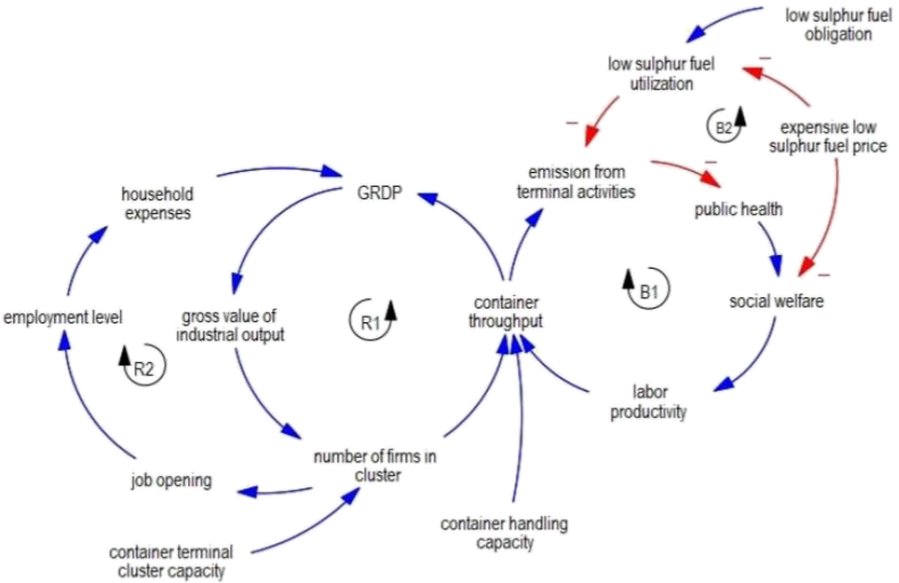 low sulphur fuel
obligation
low sulphur fuel
utilization
–
–
B2
expensive low
sulphur fuel price
emission from
terminal activities
–
public health
household
expenses
GRDP
–
B1
social welfare
employment level
gross value of
industrial output
R1
container
throughput
R2
labor
productivity
number of firms in
cluster
job opening
container handling
capacity
container terminal
cluster capacity